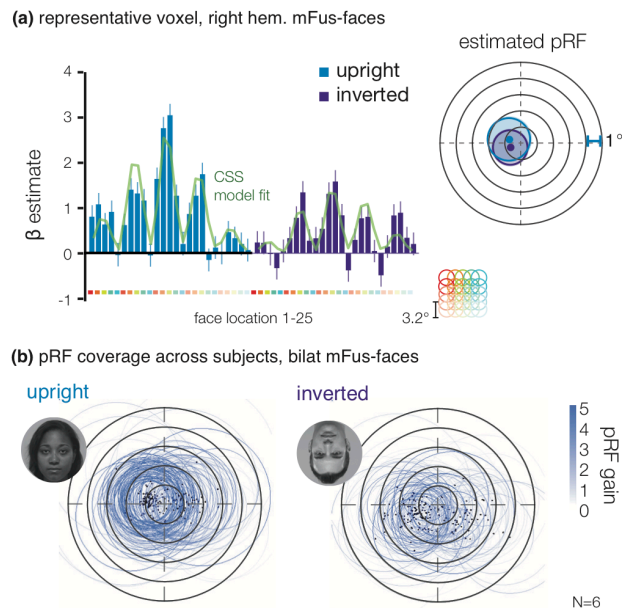 (a) representative voxel, right hem. mFus-faces
estimated pRF
upright
inverted
4
3
2
1
0
-1
β estimate
CSS
model fit
1°
face location 1-25
3.2°
(b) pRF coverage across subjects, bilat mFus-faces
upright
inverted
5
4
3
2
1
0
pRF gain
N=6